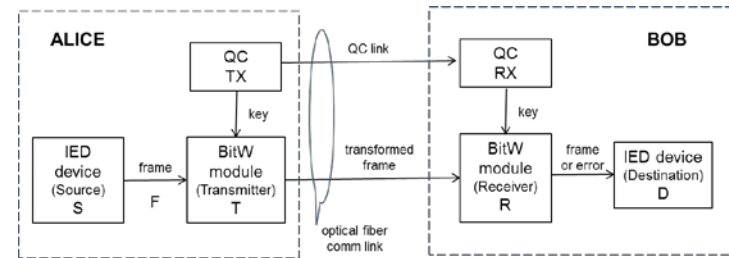 ALICE
BOB
QC
TX
QC link
QC
RX
key
key
IED
device
(Source)
S
frame
F
BitW
module
(Transmitter)
T
transformed
frame
BitW
module
(Receiver)
R
frame
or error
IED device
(Destination)
D
optical fiber
comm link